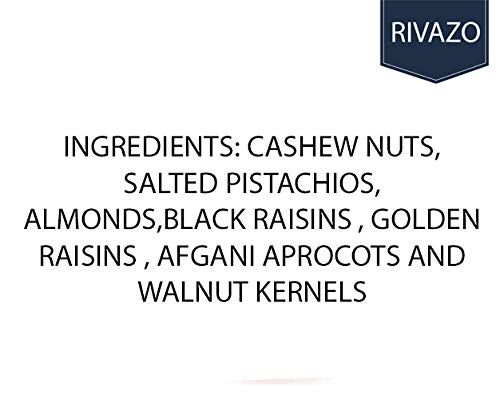 RIVAZO
INGREDIENTS: CASHEW NUTS,
SALTED PISTACHIOS,
ALMONDS,BLACK RAISINS , GOLDEN
RAISINS , AFGANI APROCOTS AND
WALNUT KERNELS